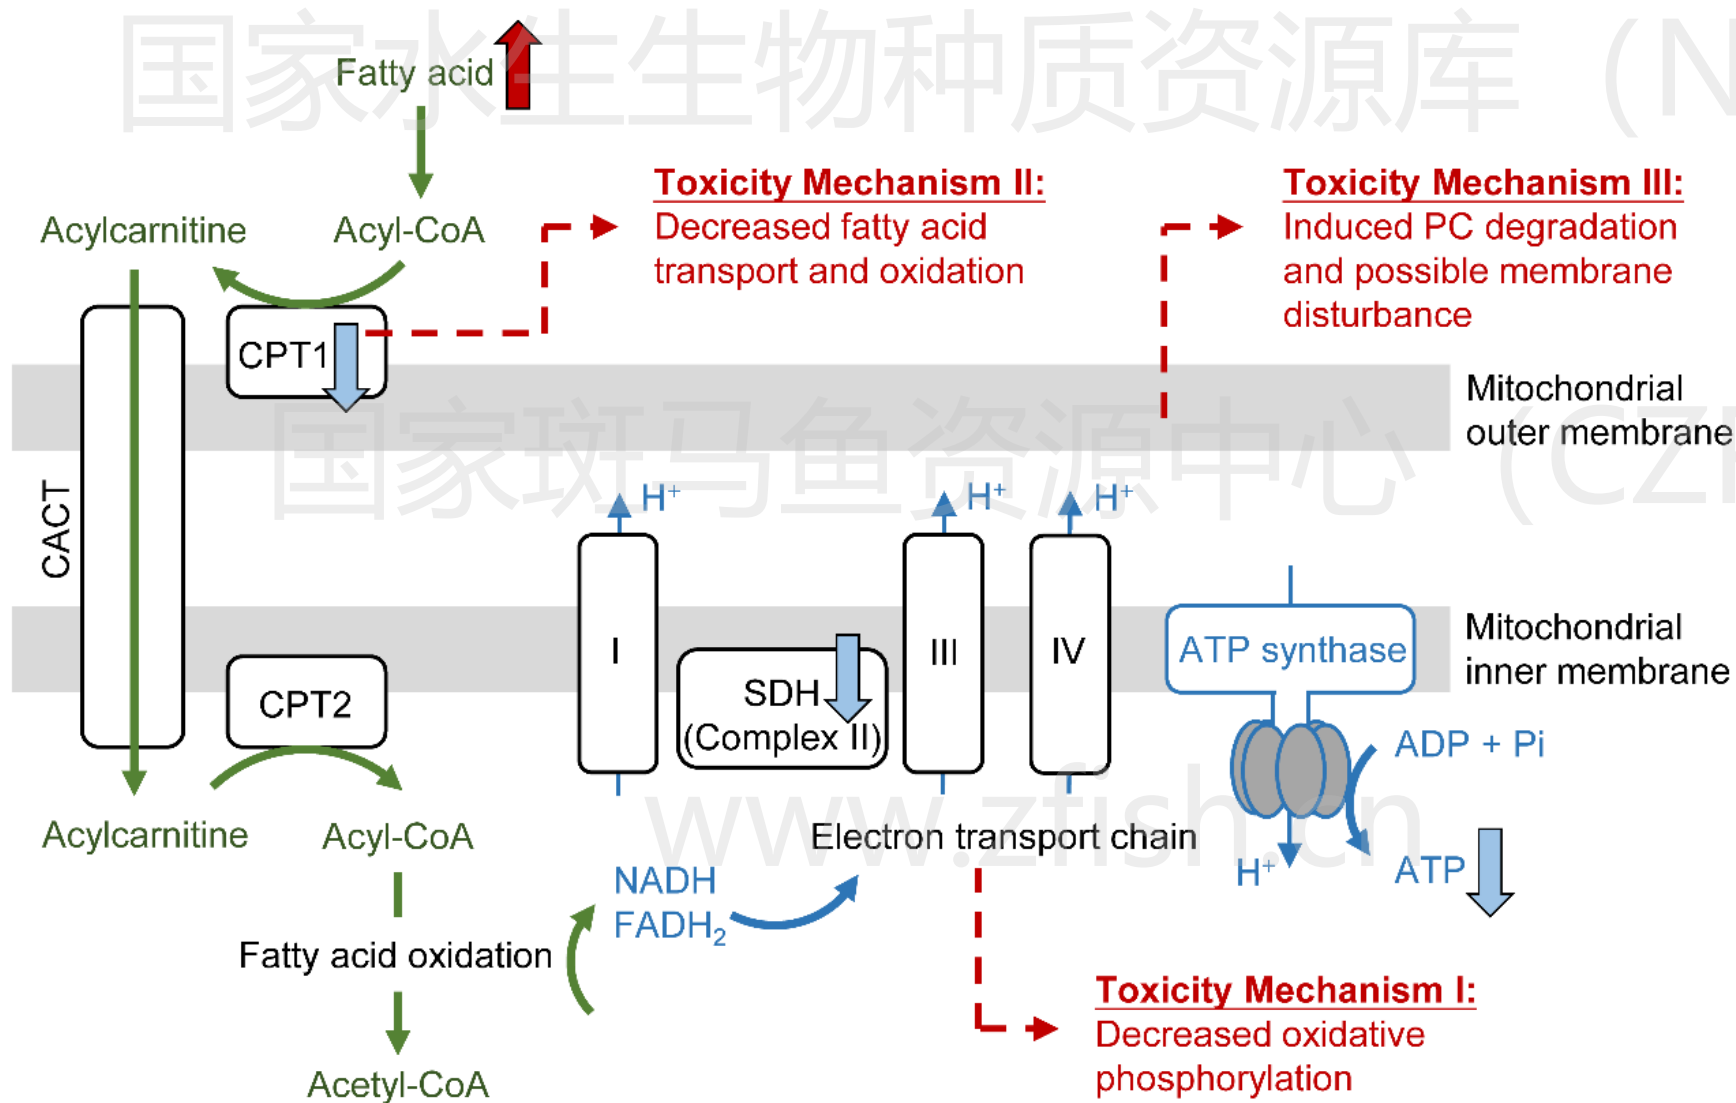 国家水生生物种质资源库（N
Fatty acid
Toxicity Mechanism II:
Decreased fatty acid
transport and oxidation
Toxicity Mechanism III:
Induced PC degradation
and possible membrane
disturbance
Acylcarnitine
Acyl-CoA
CPT1
Mitochondrial
outer membrane
国家斑马鱼资源中心（CZ
CACT
H⁺
H⁺
H⁺
I
SDH
(Complex II)
III
IV
ATP synthase
Mitochondrial
inner membrane
CPT2
ADP + Pi
www.zfish.cn
Acylcarnitine
Acyl-CoA
Electron transport chain
H⁺
ATP
NADH
FADH₂
Fatty acid oxidation
Toxicity Mechanism I:
Decreased oxidative
phosphorylation
Acetyl-CoA